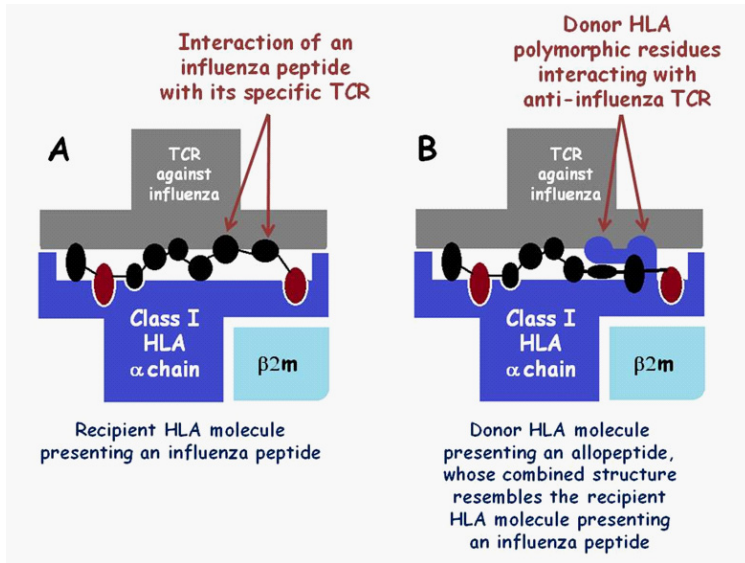 Interaction of an
influenza peptide
with its specific TCR
Donor HLA
polymorphic residues
interacting with
anti-influenza TCR
A
TCR
against
influenza
Class I
HLA
α chain
β2m
Recipient HLA molecule
presenting an influenza peptide
B
TCR
against
influenza
Class I
HLA
α chain
β2m
Donor HLA molecule
presenting an allopeptide,
whose combined structure
resembles the recipient
HLA molecule presenting
an influenza peptide